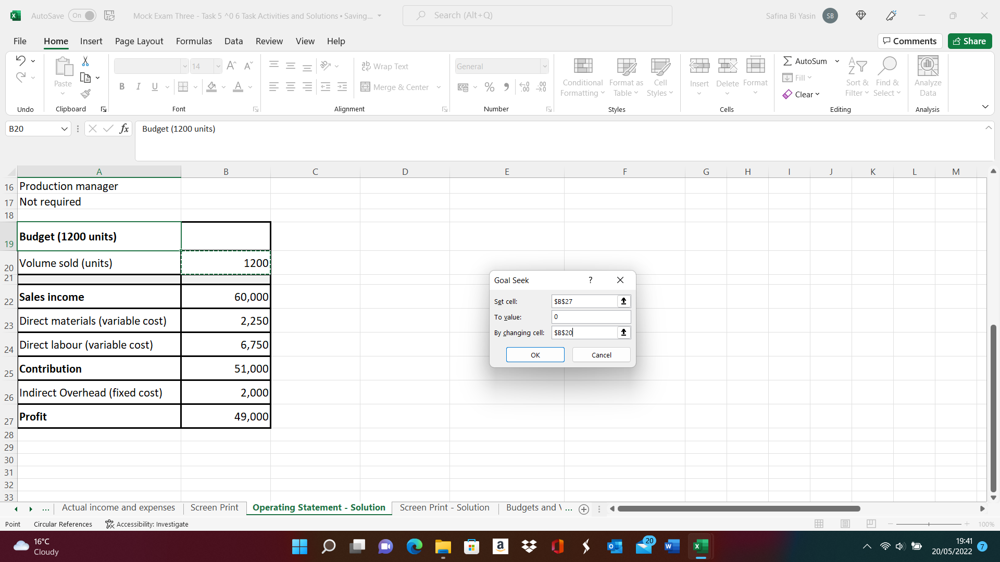 AutoSave On Mock Exam Three - Task 5 ^0 6 Task Activities and Solutions • Saving... Search (Alt+Q) Safina Bi Yasin SB
File Home Insert Page Layout Formulas Data Review View Help Comments Share
14 ab Wrap Text General AutoSum
Paste Conditional Formatting Format as Table Cell Styles Insert Delete Format Fill Sort & Filter Find & Select Analyze Data
B I U A Merge & Center % Clear
Undo Clipboard Font Alignment Number Styles Cells Editing Analysis
B20 fx Budget (1200 units)
A B C D E F G H I J K L M
16 Production manager
17 Not required
18
19 Budget (1200 units)
20 Volume sold (units) 1200
21
22 Sales income 60,000
23 Direct materials (variable cost) 2,250
24 Direct labour (variable cost) 6,750
25 Contribution 51,000
26 Indirect Overhead (fixed cost) 2,000
27 Profit 49,000
28
29
30
31
32
33
Goal Seek ?
Set cell: $B$27
To value: 0
By changing cell: $B$20
OK Cancel
... Actual income and expenses Screen Print Operating Statement - Solution Screen Print - Solution Budgets and V ...
Point Circular References Accessibility: Investigate 100%
16°C
Cloudy
20
19:41
20/05/2022 7